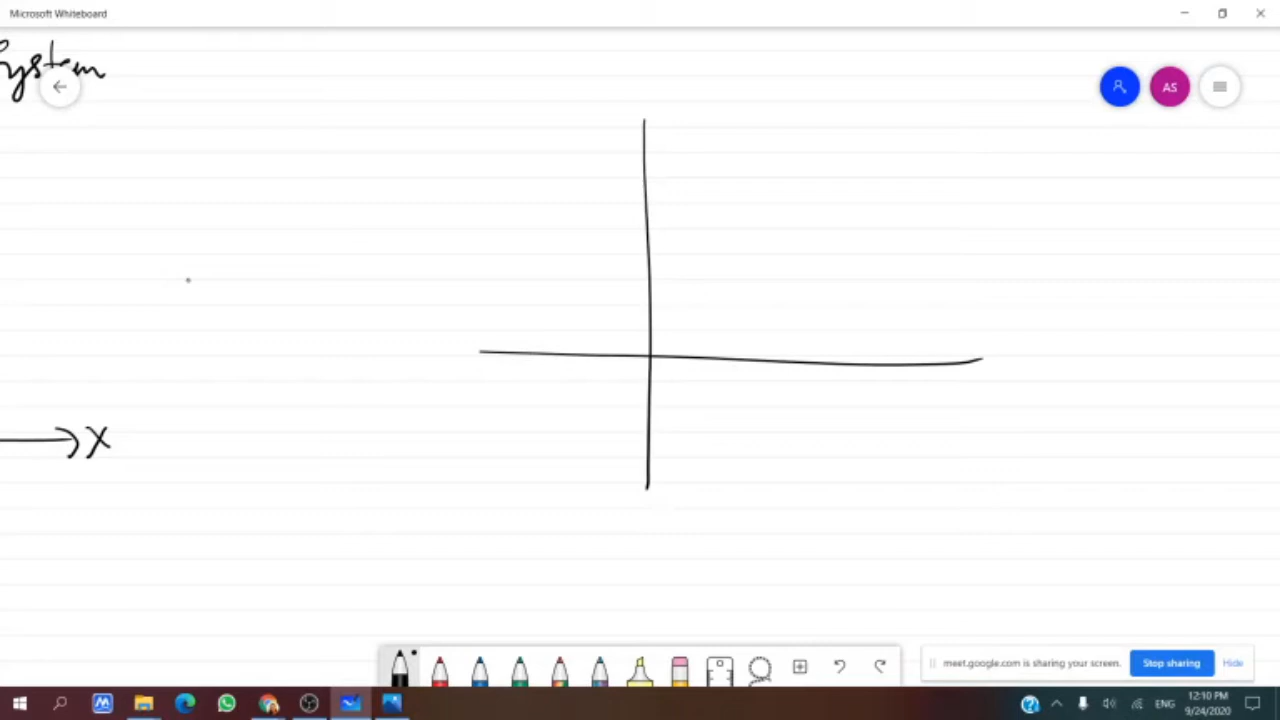 Microsoft Whiteboard
System
AS
X
meet.google.com is sharing your screen.
Stop sharing
Hide
ENG
12:10 PM
9/24/2020